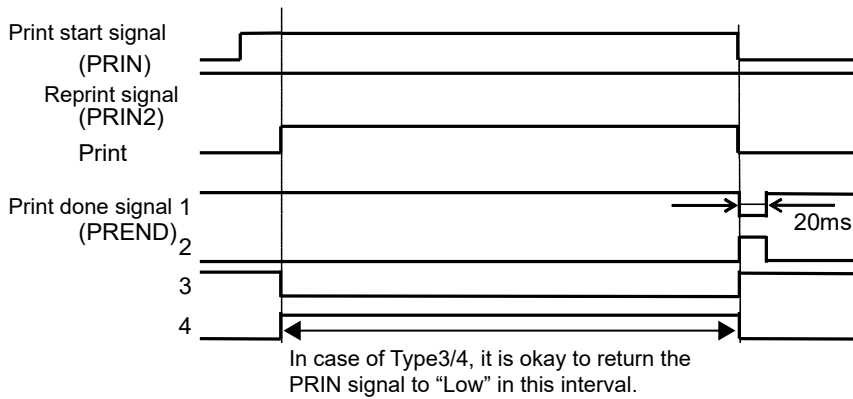 Print start signal
(PRIN)
Reprint signal
(PRIN2)
Print
Print done signal 1
(PREND)
2
20ms
3
4
In case of Type3/4, it is okay to return the
PRIN signal to “Low” in this interval.